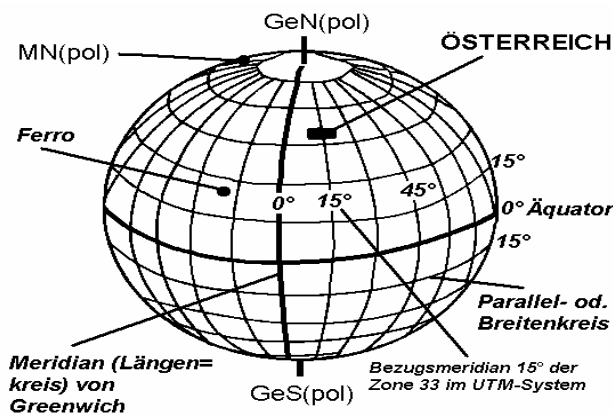 GeN(pol)
MN(pol)
ÖSTERREICH
Ferro
15°
0° 15° 45°
0° Äquator
15°
Parallel- od.
Breitenkreis
Meridian (Längen=
kreis) von
Greenwich
Bezugsmeridian 15° der
Zone 33 im UTM-System
GeS(pol)